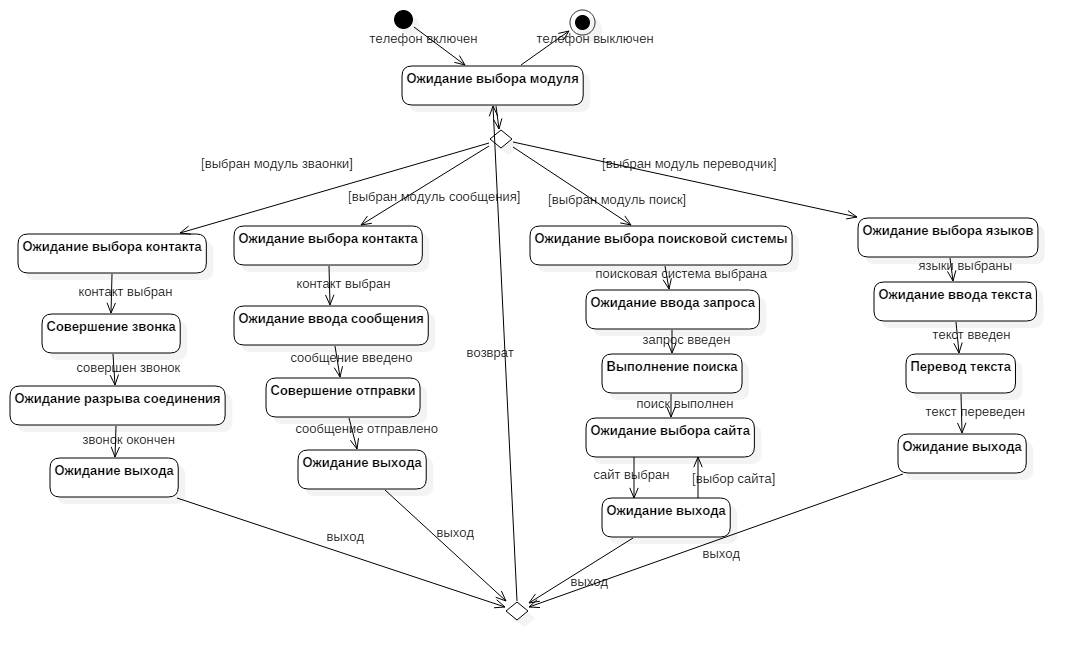 телефон включен
телефон выключен
Ожидание выбора модуля
[выбран модуль зваонки]
[выбран модуль переводчик]
[выбран модуль сообщения]
[выбран модуль поиск]
Ожидание выбора контакта
Ожидание выбора контакта
Ожидание выбора поисковой системы
Ожидание выбора языков
контакт выбран
контакт выбран
поисковая система выбрана
языки выбраны
Совершение звонка
Ожидание ввода сообщения
Ожидание ввода запроса
Ожидание ввода текста
совершен звонок
сообщение введено
возврат
запрос введен
текст введен
Ожидание разрыва соединения
Совершение отправки
Выполнение поиска
Перевод текста
звонок окончен
сообщение отправлено
поиск выполнен
текст переведен
Ожидание выхода
Ожидание выхода
Ожидание выбора сайта
Ожидание выхода
сайт выбран
[выбор сайта]
Ожидание выхода
выход
выход
выход
выход